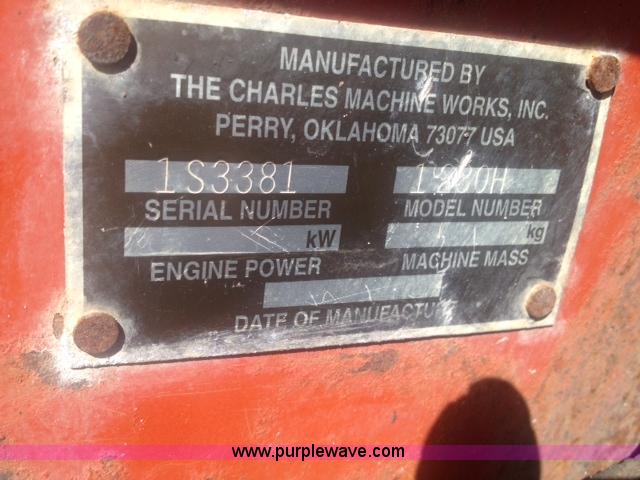 MANUFACTURED BY
THE CHARLES MACHINE WORKS, INC.
PERRY, OKLAHOMA 73077 USA
1S3381
SERIAL NUMBER
MODEL NUMBER
kW
kg
ENGINE POWER
MACHINE MASS
DATE OF MANUFACTURE
www.purplewave.com